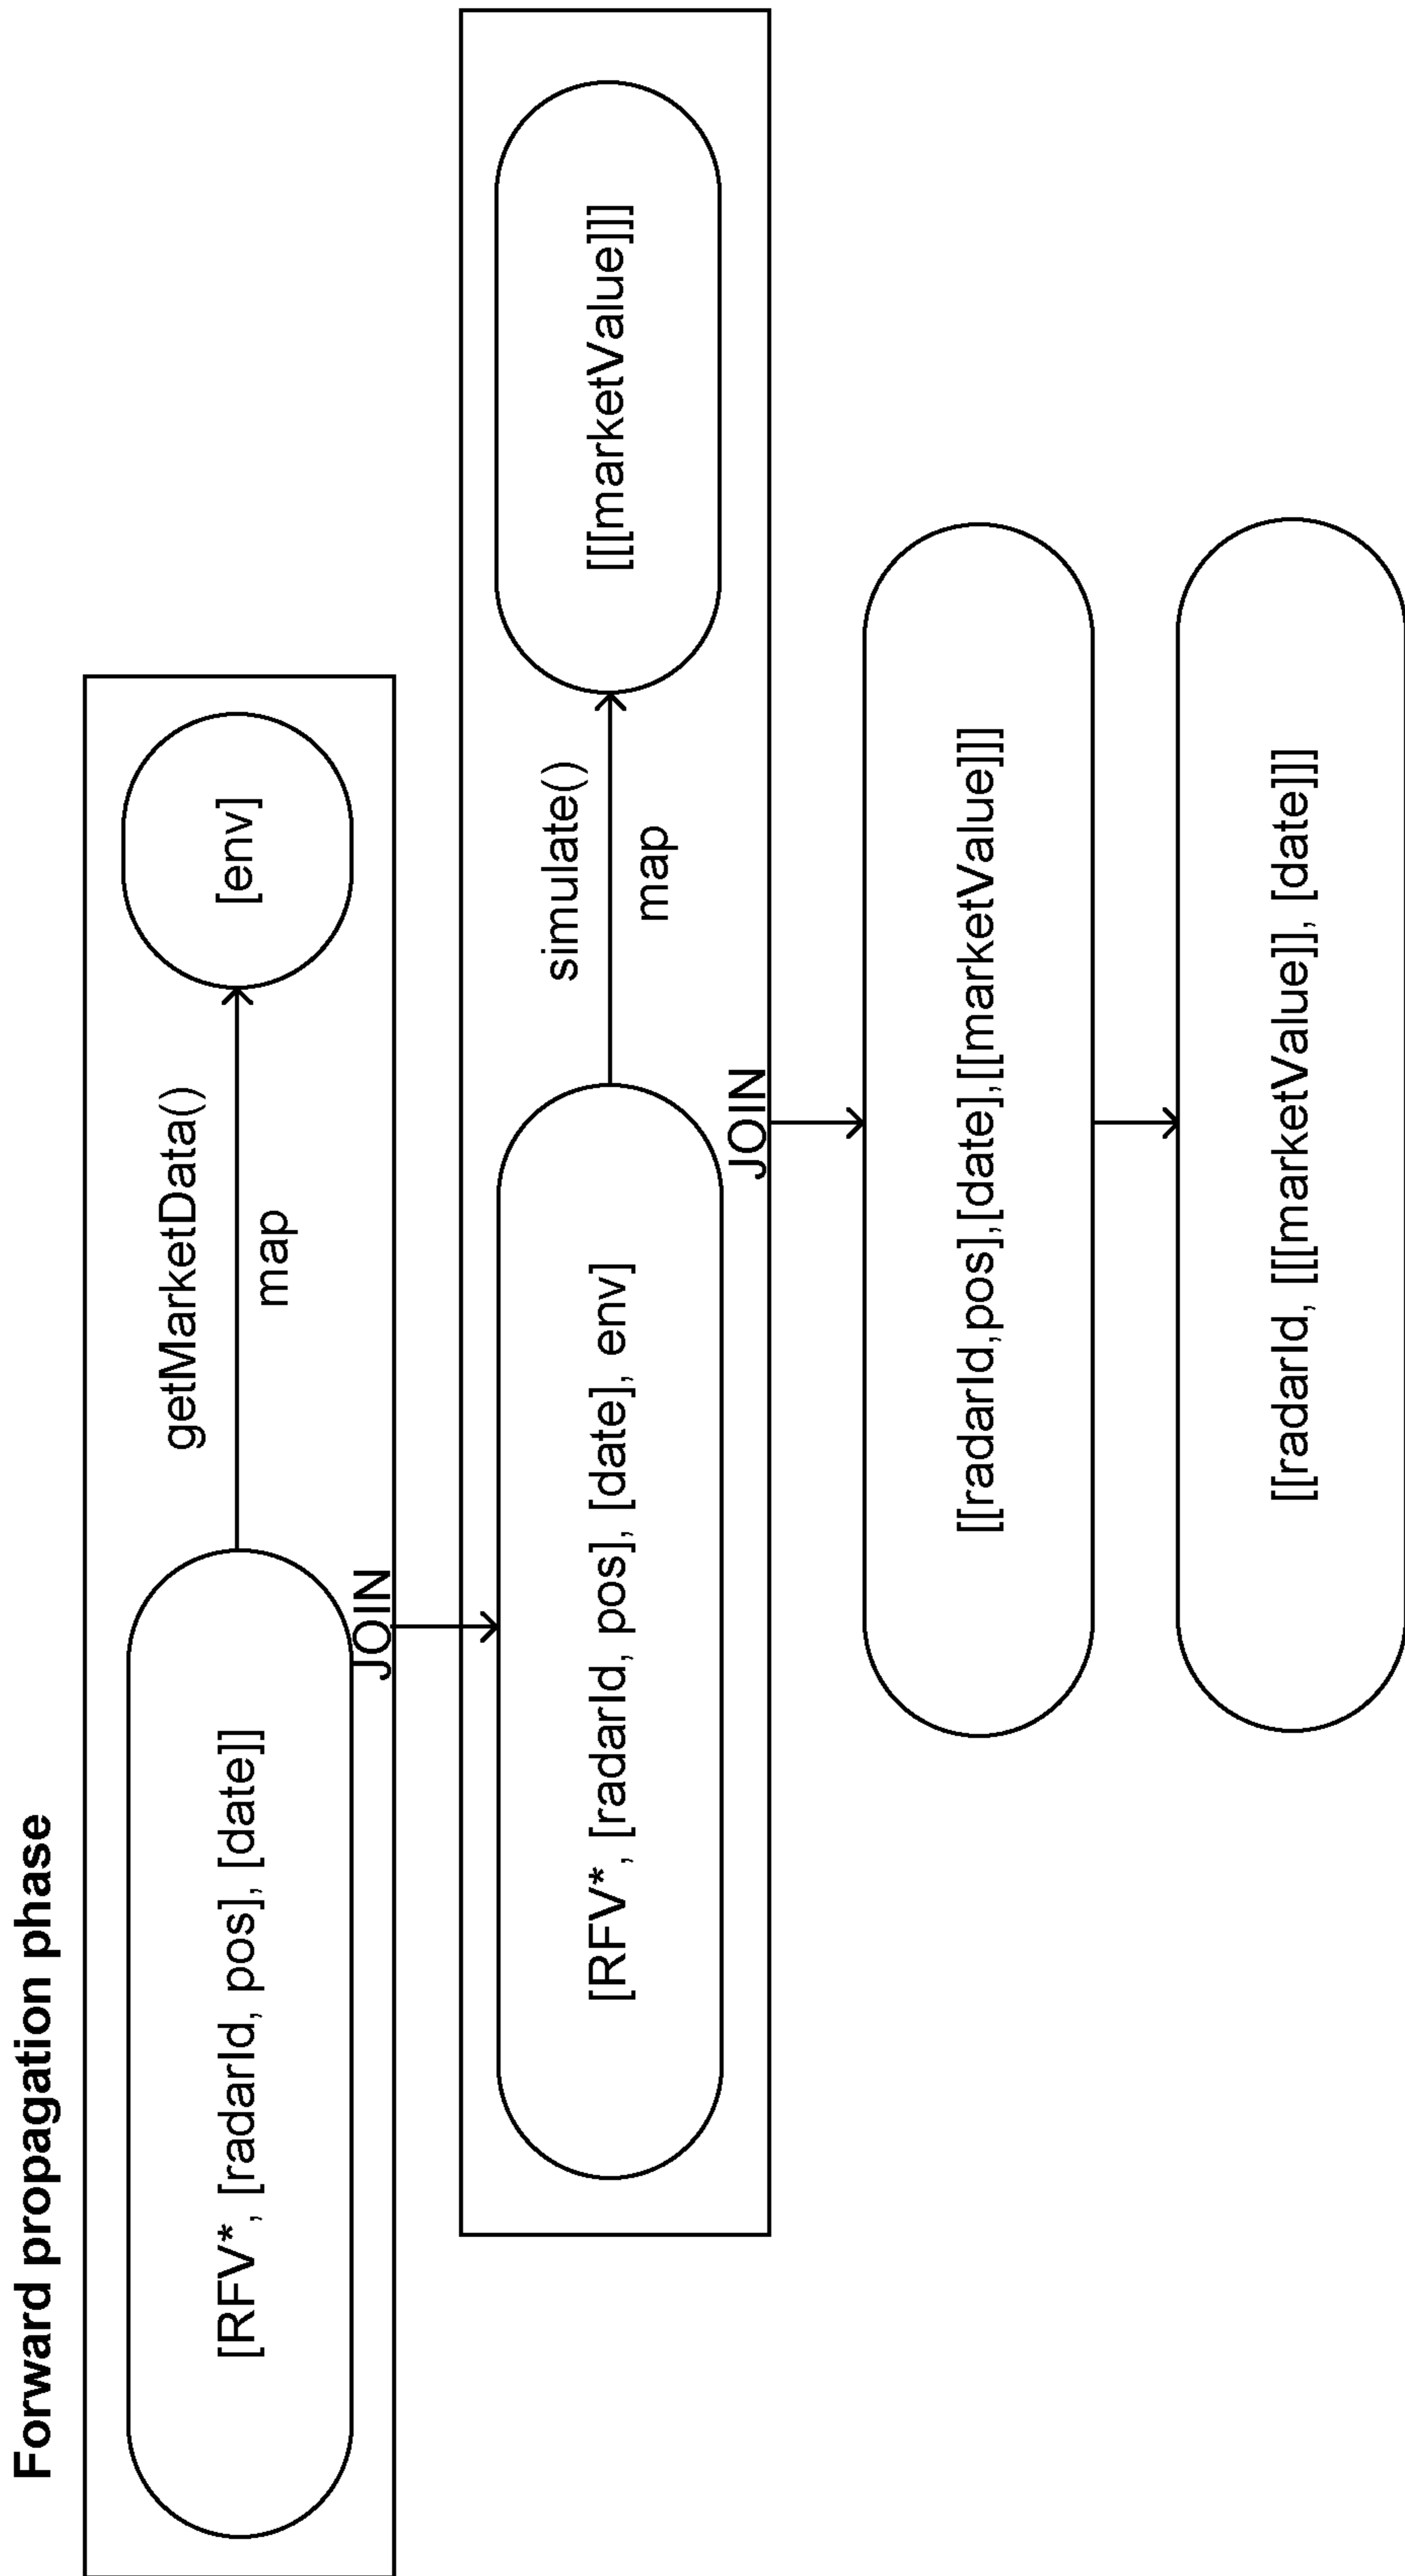 Forward propagation phase
[RFV*, [radarId, pos], [date]]
getMarketData()
map
[env]
JOIN
[RFV*, [radarId, pos], [date], env]
simulate()
map
[[[marketValue]]]
JOIN
[[radarId,pos],[date],[[marketValue]]]
[[radarId, [[[marketValue]], [date]]]